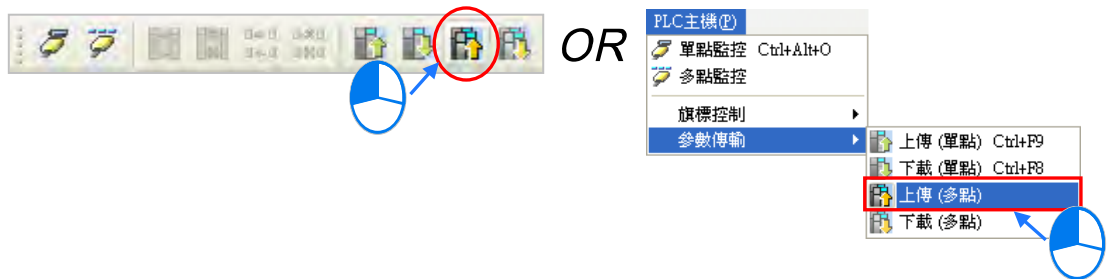 OR
PLC主機(P)
單點監控 Ctrl+Alt+O
多點監控
旗標控制
參數傳輸
上傳 (單點) Ctrl+F9
下載 (單點) Ctrl+F8
上傳 (多點)
下載 (多點)